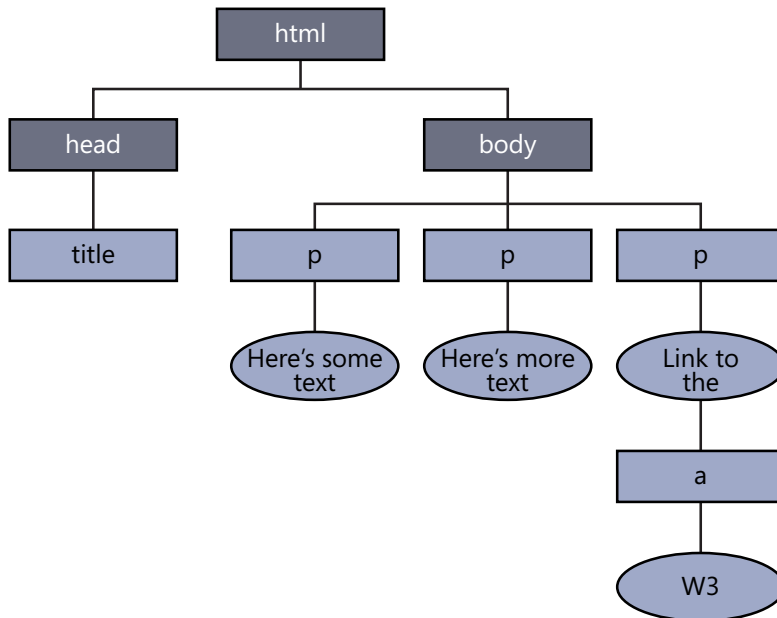 html
head
body
title
p
p
p
Here’s some
text
Here’s more
text
Link to
the
a
W3